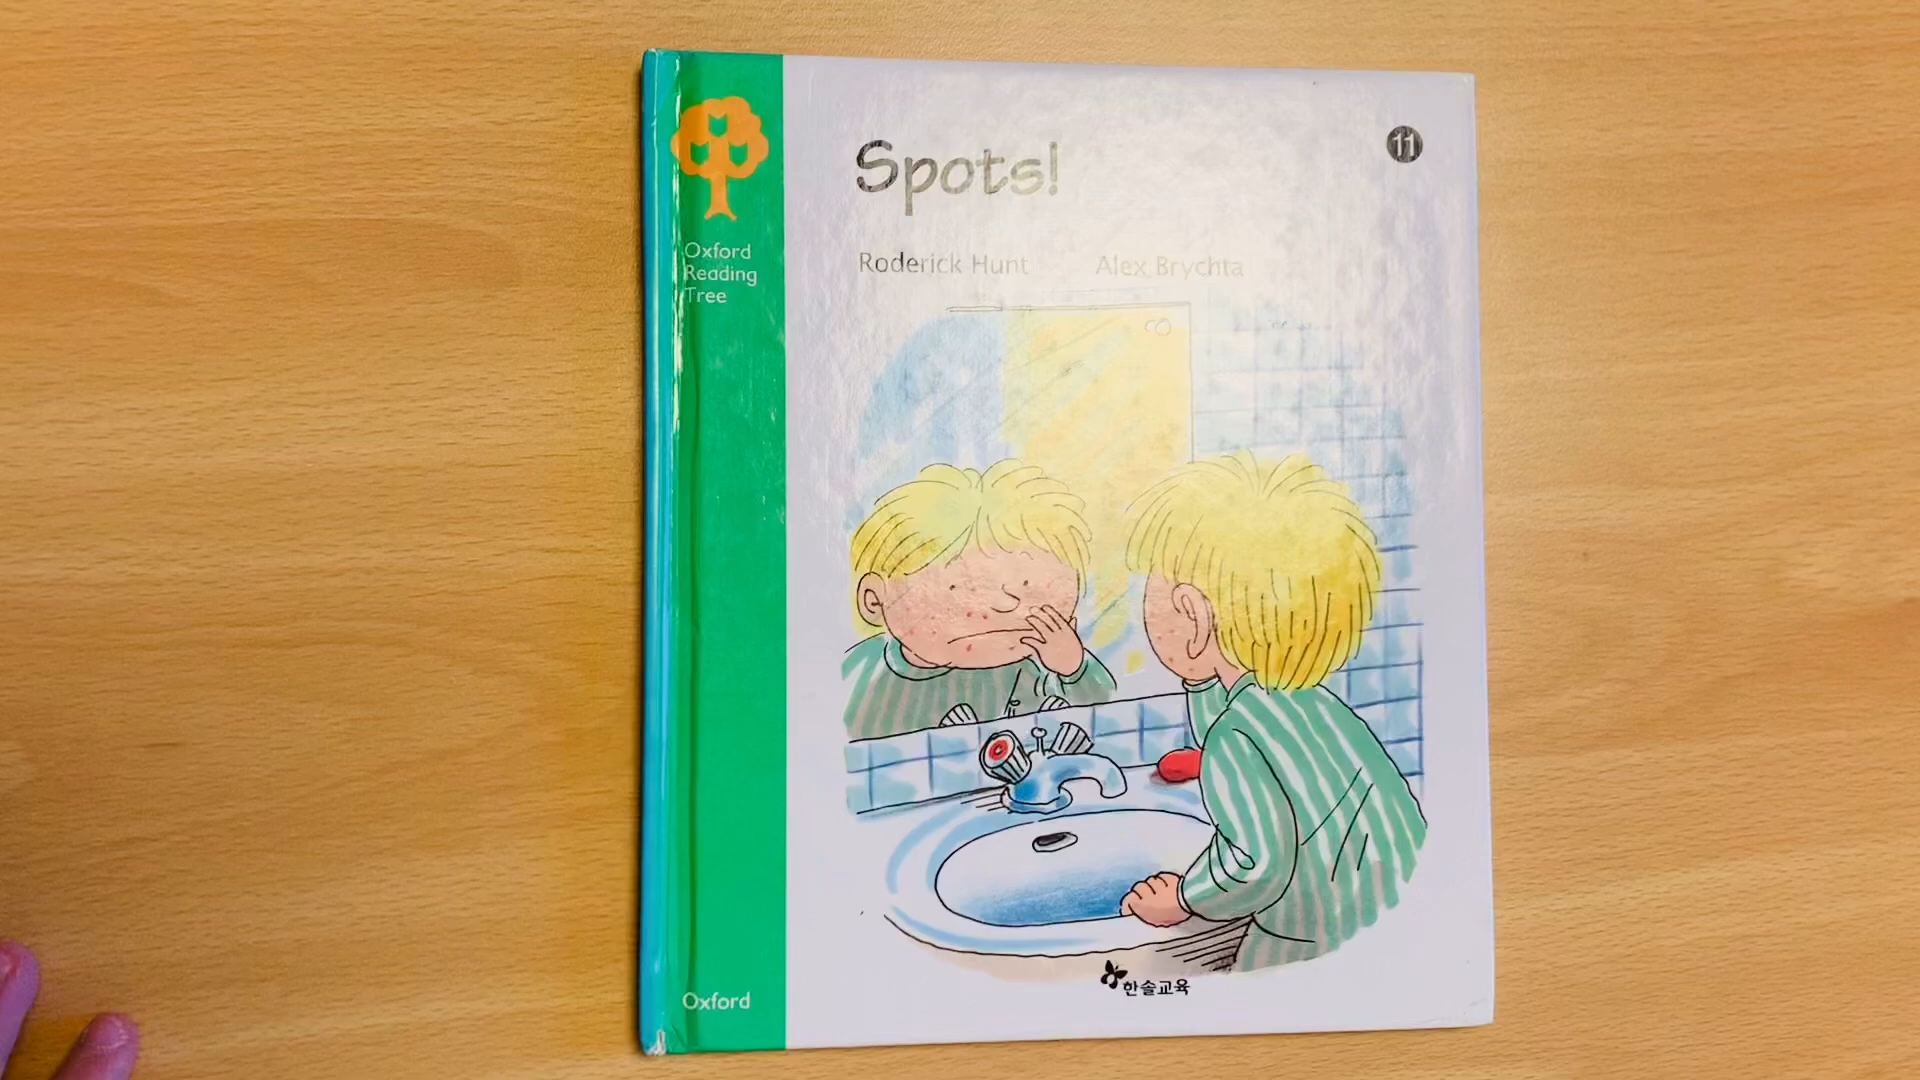 Spots!
11
Roderick Hunt Alex Brychta
Oxford
Reading
Tree
한솔교육
Oxford